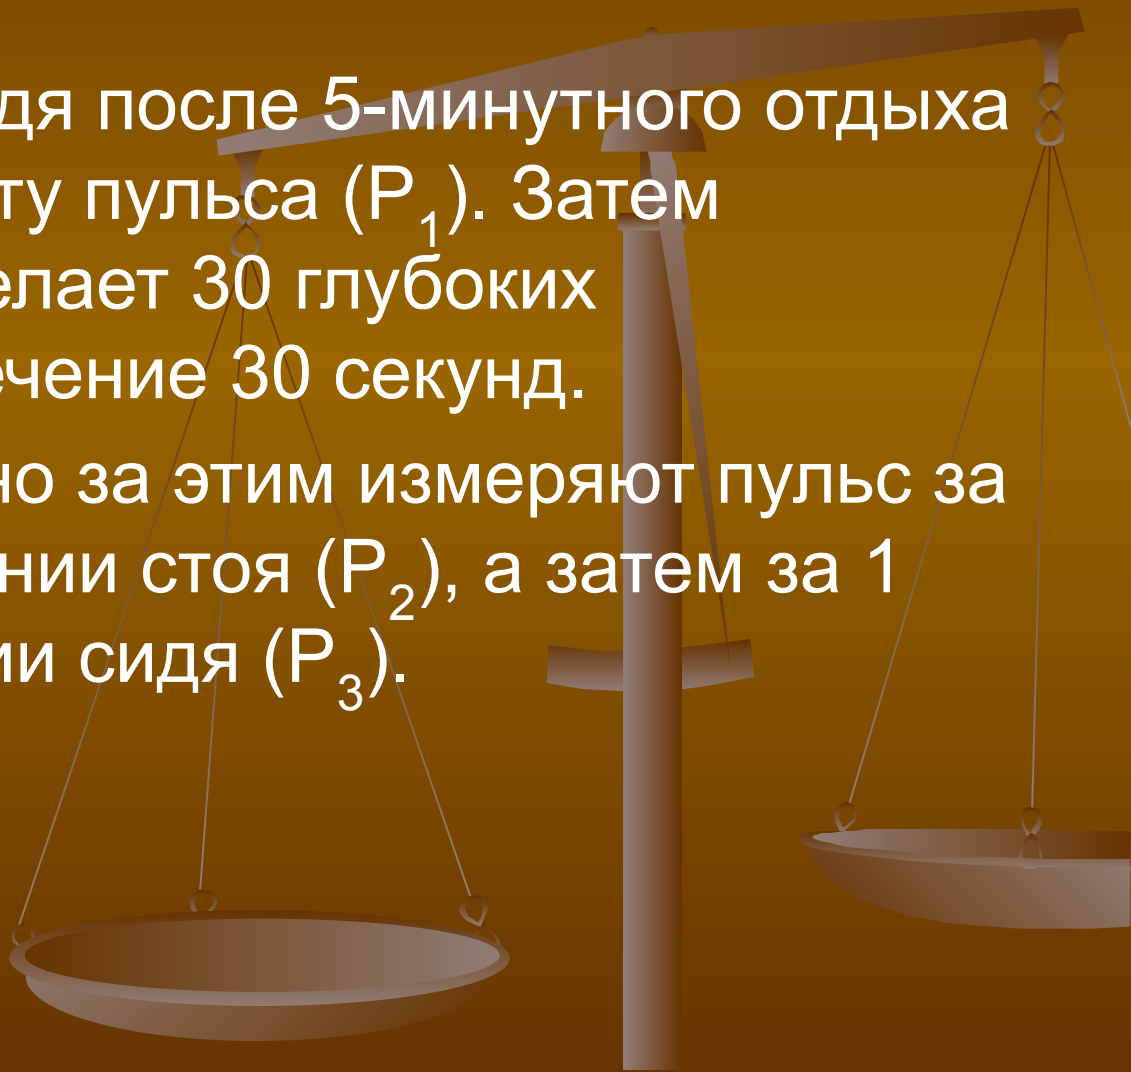 дя после 5-минутного отдыха
ту пульса (P₁). Затем
елает 30 глубоких
ечение 30 секунд.
но за этим измеряют пульс за
нии стоя (P₂), а затем за 1
ии сидя (P₃).